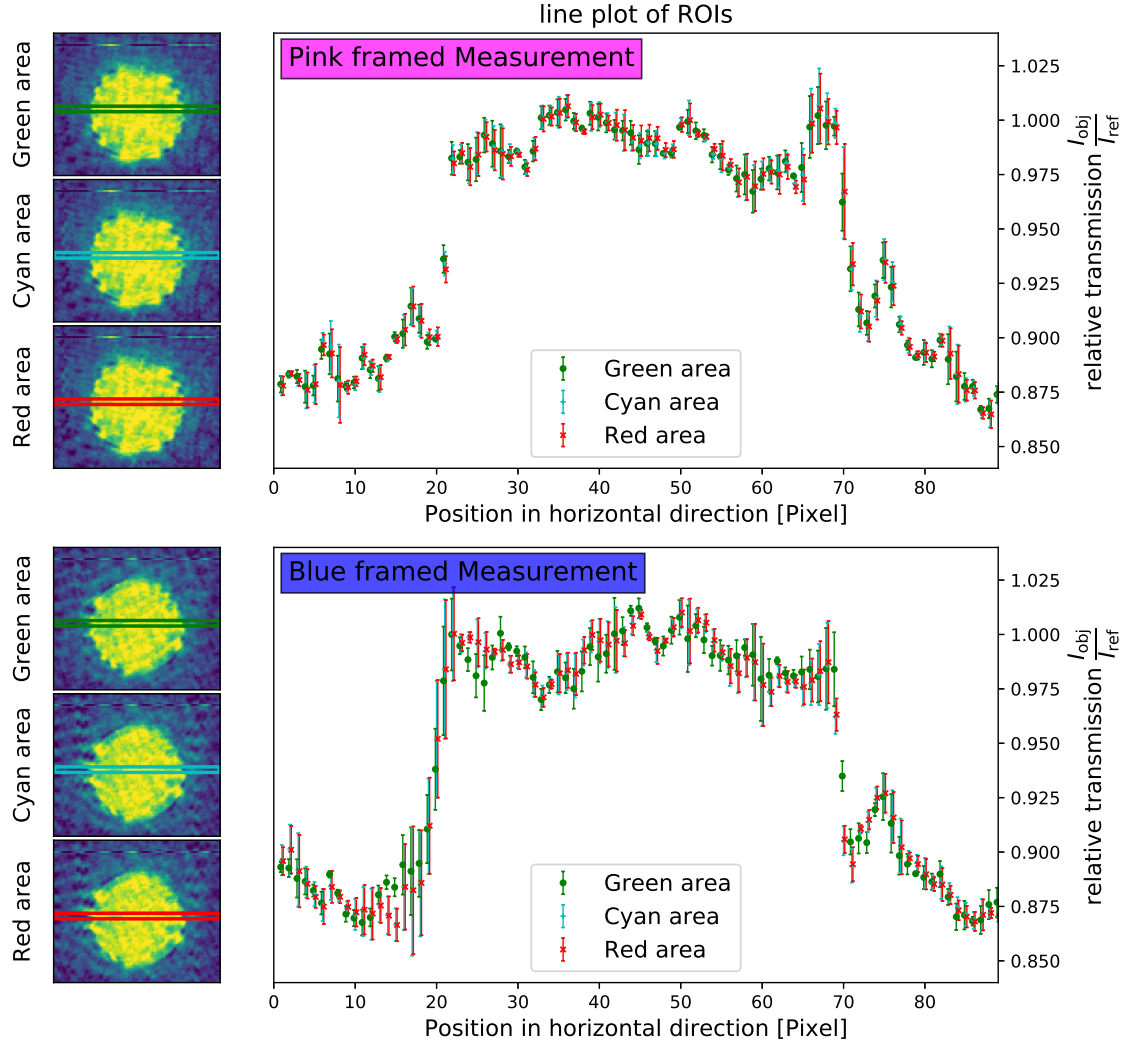 line plot of ROIs
Green area
Cyan area
Red area
Pink framed Measurement
1.025
1.000
0.975
0.950
0.925
0.900
0.875
0.850
relative transmission I_obj / I_ref
Green area
Cyan area
Red area
0 10 20 30 40 50 60 70 80
Position in horizontal direction [Pixel]
Green area
Cyan area
Red area
Blue framed Measurement
1.025
1.000
0.975
0.950
0.925
0.900
0.875
0.850
relative transmission I_obj / I_ref
Green area
Cyan area
Red area
0 10 20 30 40 50 60 70 80
Position in horizontal direction [Pixel]